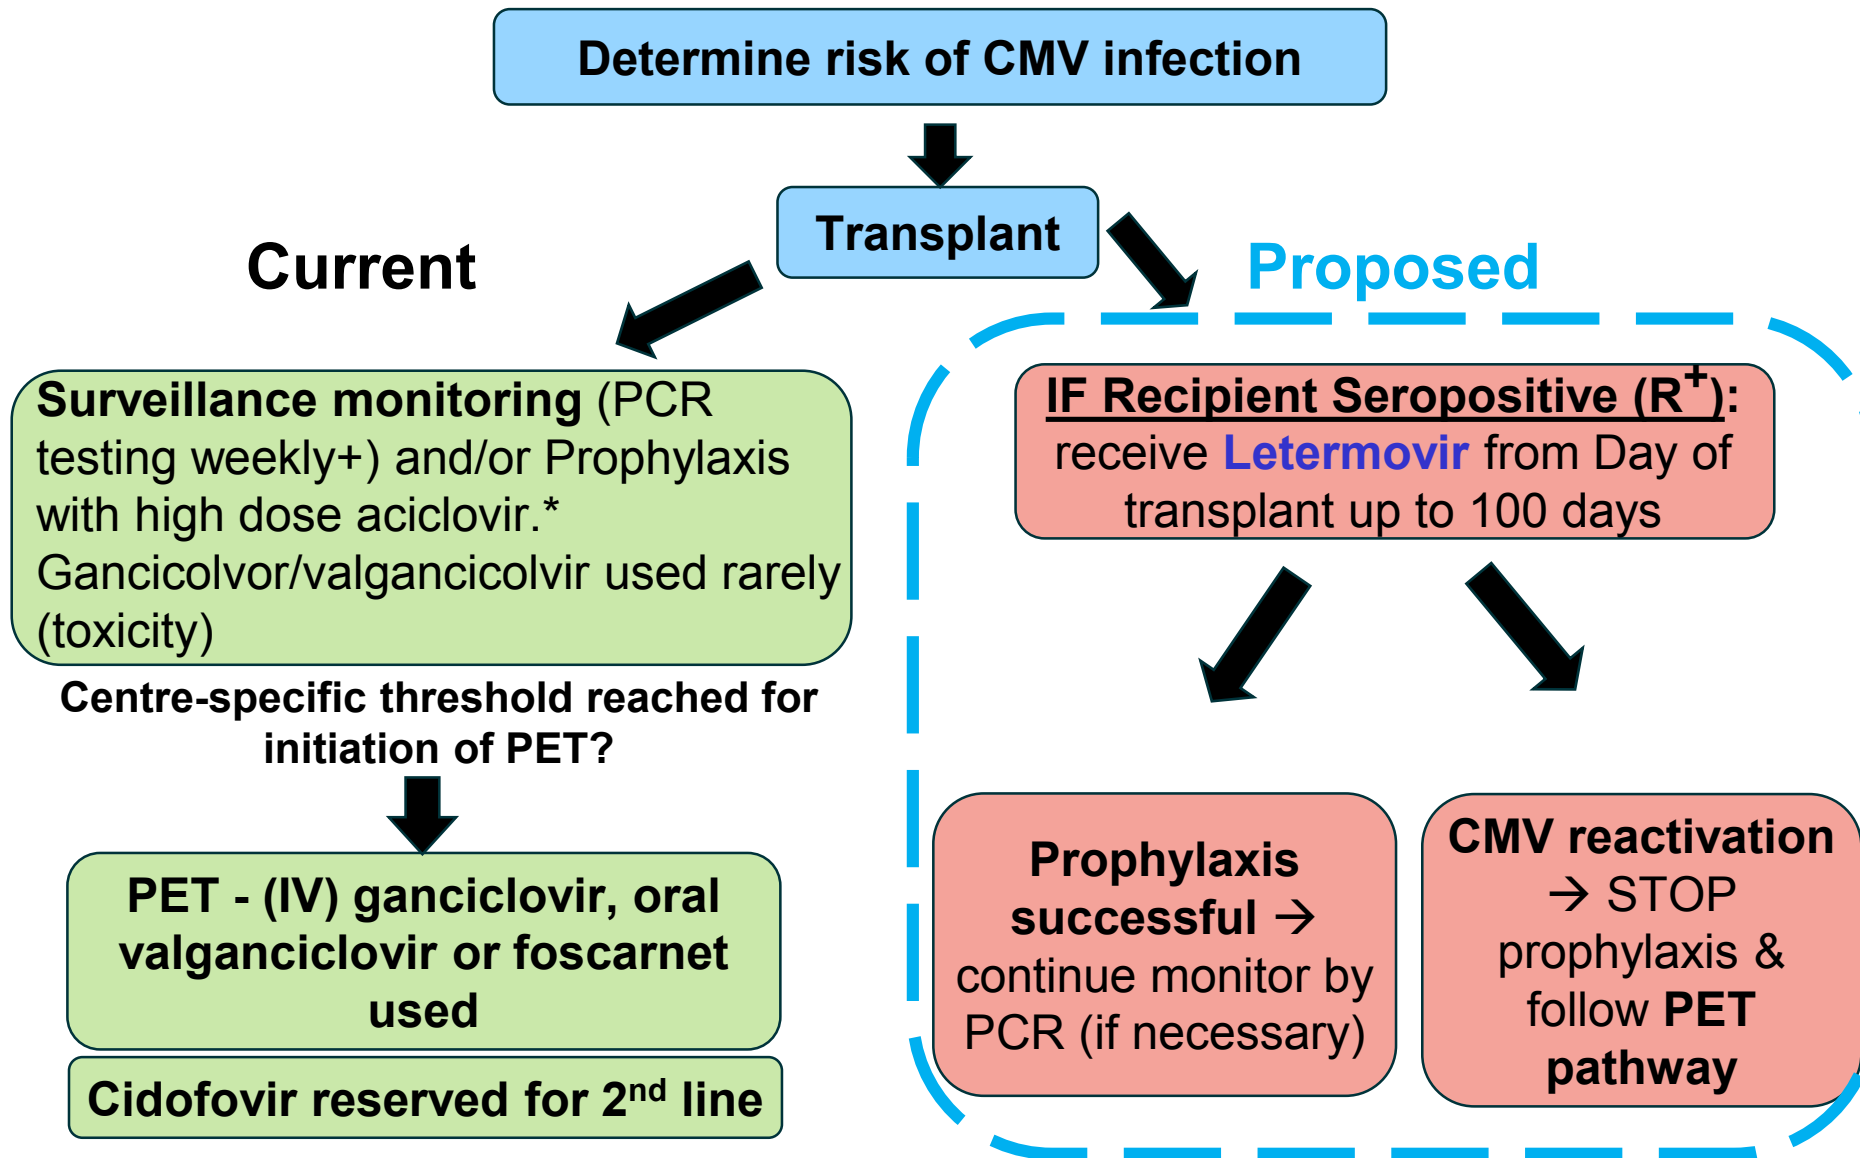 Determine risk of CMV infection
Transplant
Current
Surveillance monitoring (PCR
testing weekly+) and/or Prophylaxis
with high dose aciclovir.*
Gancicolvor/valgancicolvir used rarely
(toxicity)
Centre-specific threshold reached for
initiation of PET?
PET - (IV) ganciclovir, oral
valganciclovir or foscarnet
used
Cidofovir reserved for 2nd line
Proposed
IF Recipient Seropositive (R+):
receive Letermovir from Day of
transplant up to 100 days
Prophylaxis
successful →
continue monitor by
PCR (if necessary)
CMV reactivation
→ STOP
prophylaxis &
follow PET
pathway